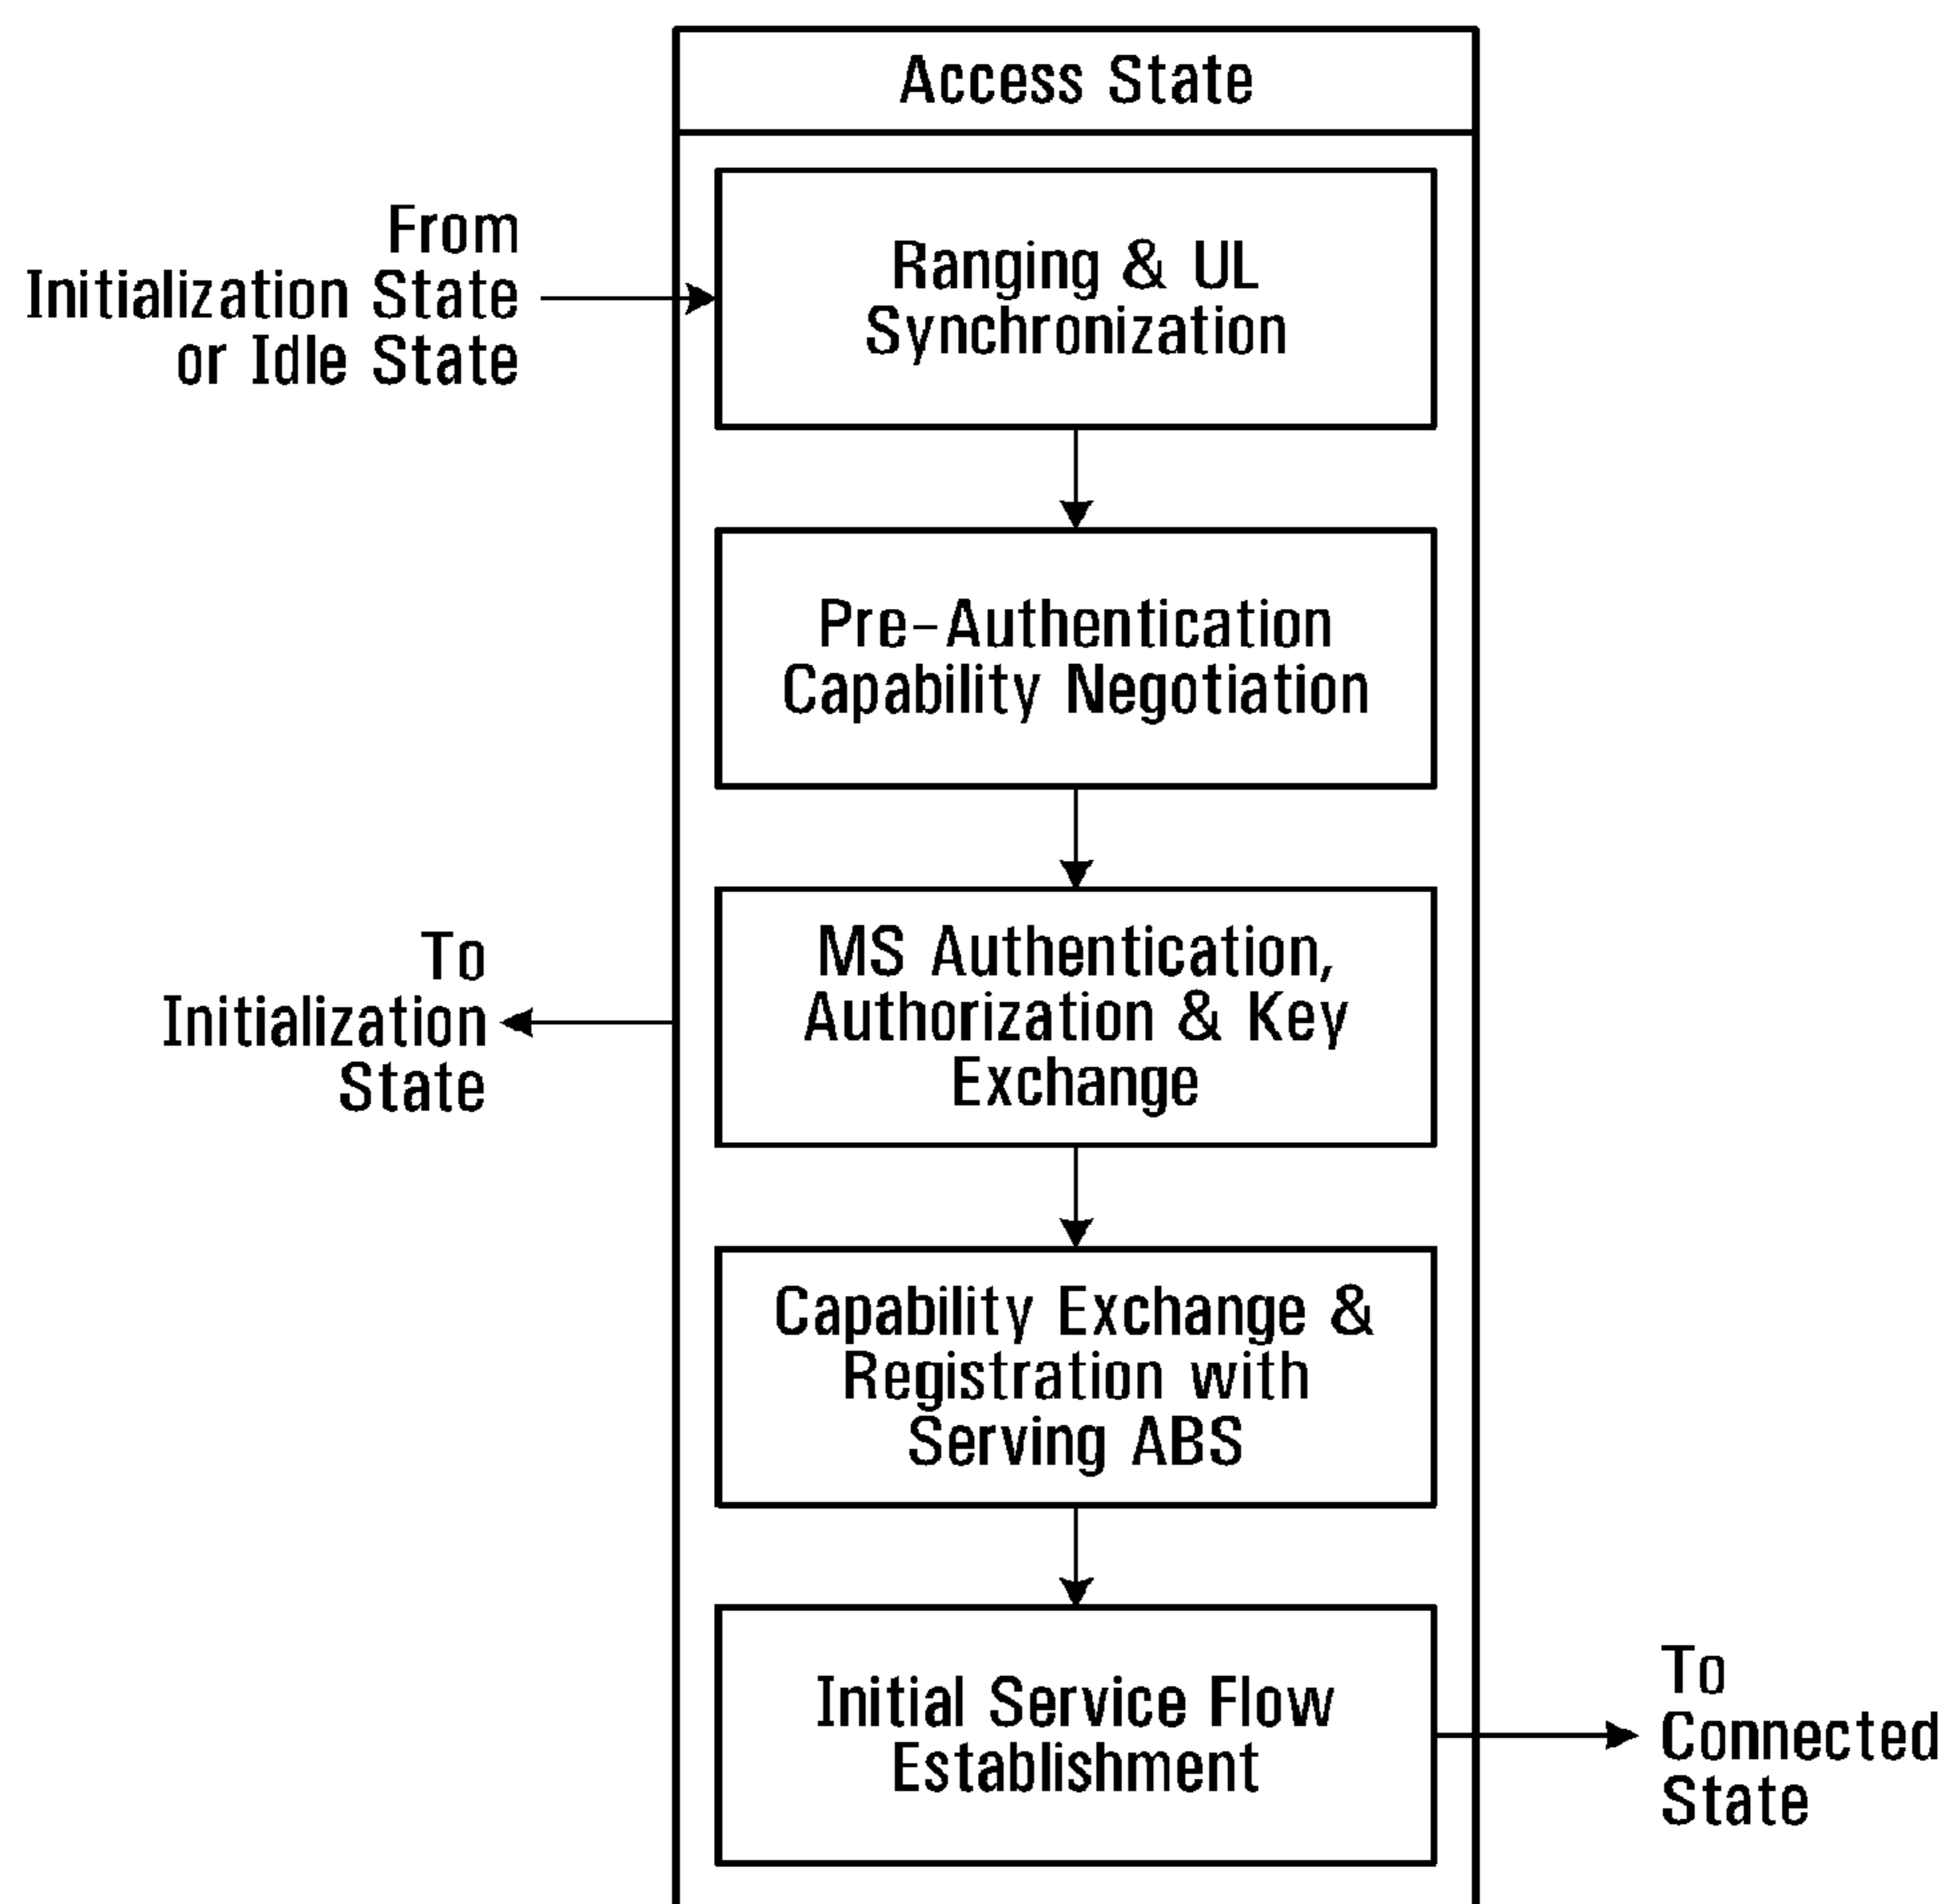 Access State
From
Initialization State
or Idle State
Ranging & UL
Synchronization
Pre-Authentication
Capability Negotiation
To
Initialization
State
MS Authentication,
Authorization & Key
Exchange
Capability Exchange &
Registration with
Serving ABS
Initial Service Flow
Establishment
To
Connected
State